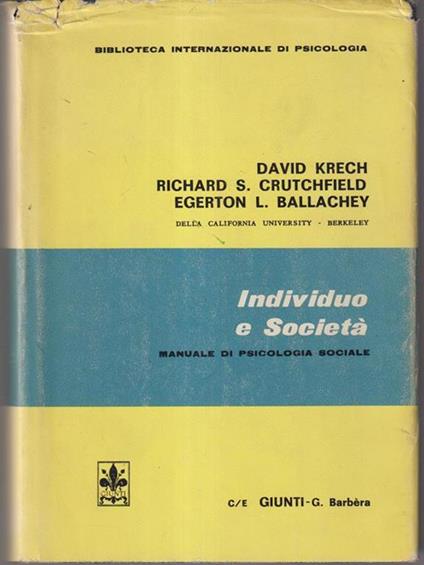 BIBLIOTECA INTERNAZIONALE DI PSICOLOGIA
DAVID KRECH
RICHARD S. CRUTCHFIELD
EGERTON L. BALLACHEY
DELLA CALIFORNIA UNIVERSITY - BERKELEY
Individuo
e Società
MANUALE DI PSICOLOGIA SOCIALE
GIUNTI
C/E GIUNTI-G. Barbèra